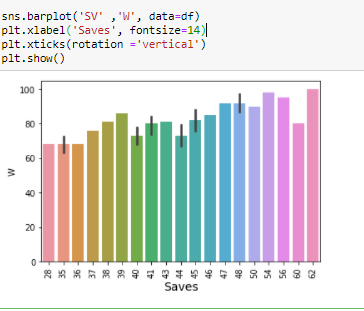 sns.barplot('SV' ,'W', data=df)
plt.xlabel('Saves', fontsize=14)
plt.xticks(rotation ='vertical')
plt.show()
100
80
60
40
20
0
W
28 35 36 37 38 39 40 41 43 44 45 46 47 48 50 54 56 60 62
Saves